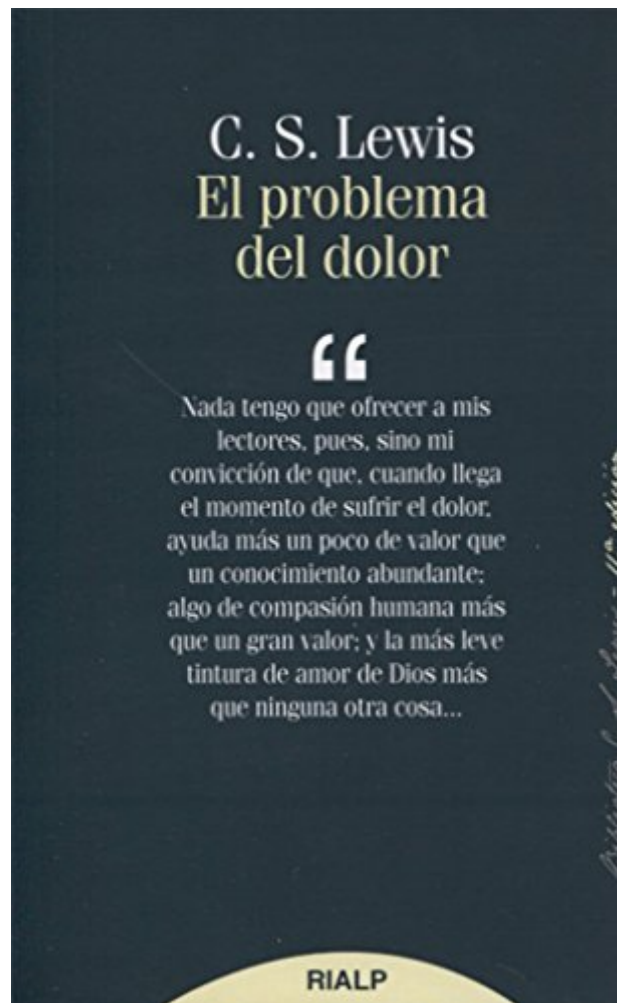 C. S. Lewis
El problema
del dolor
“
Nada tengo que ofrecer a mis
lectores, pues, sino mi
convicción de que, cuando llega
el momento de sufrir el dolor,
ayuda más un poco de valor que
un conocimiento abundante;
algo de compasión humana más
que un gran valor; y la más leve
tintura de amor de Dios más
que ninguna otra cosa...
Biblioteca C. S. Lewis
RIALP